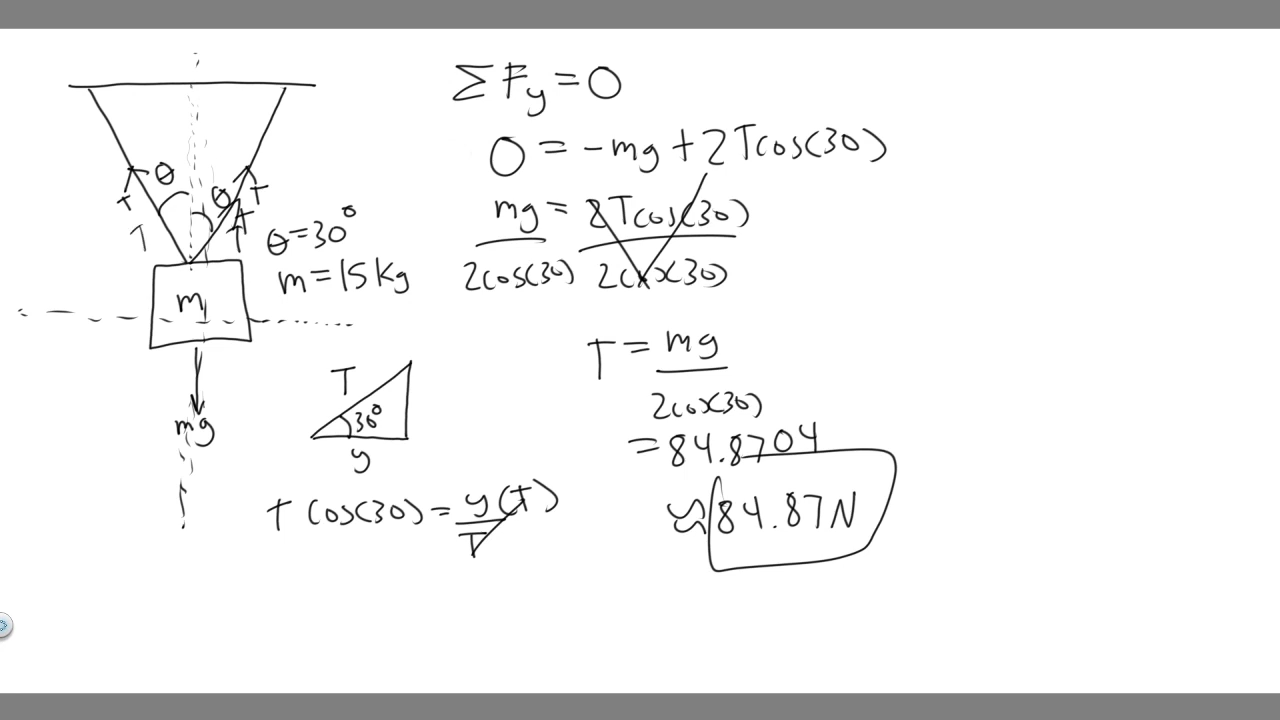 ΣFy=0
0 = -mg + 2Tcos(30)
mg = 2Tcos(30)
2cos(30) 2cos(30)
T = mg
2cos(30)
= 84.8704
≈ 84.87N
θ θ
T T
T T
θ=30°
m=15kg
m
mg
T
30°
y
T cos(30) = y(T)
T